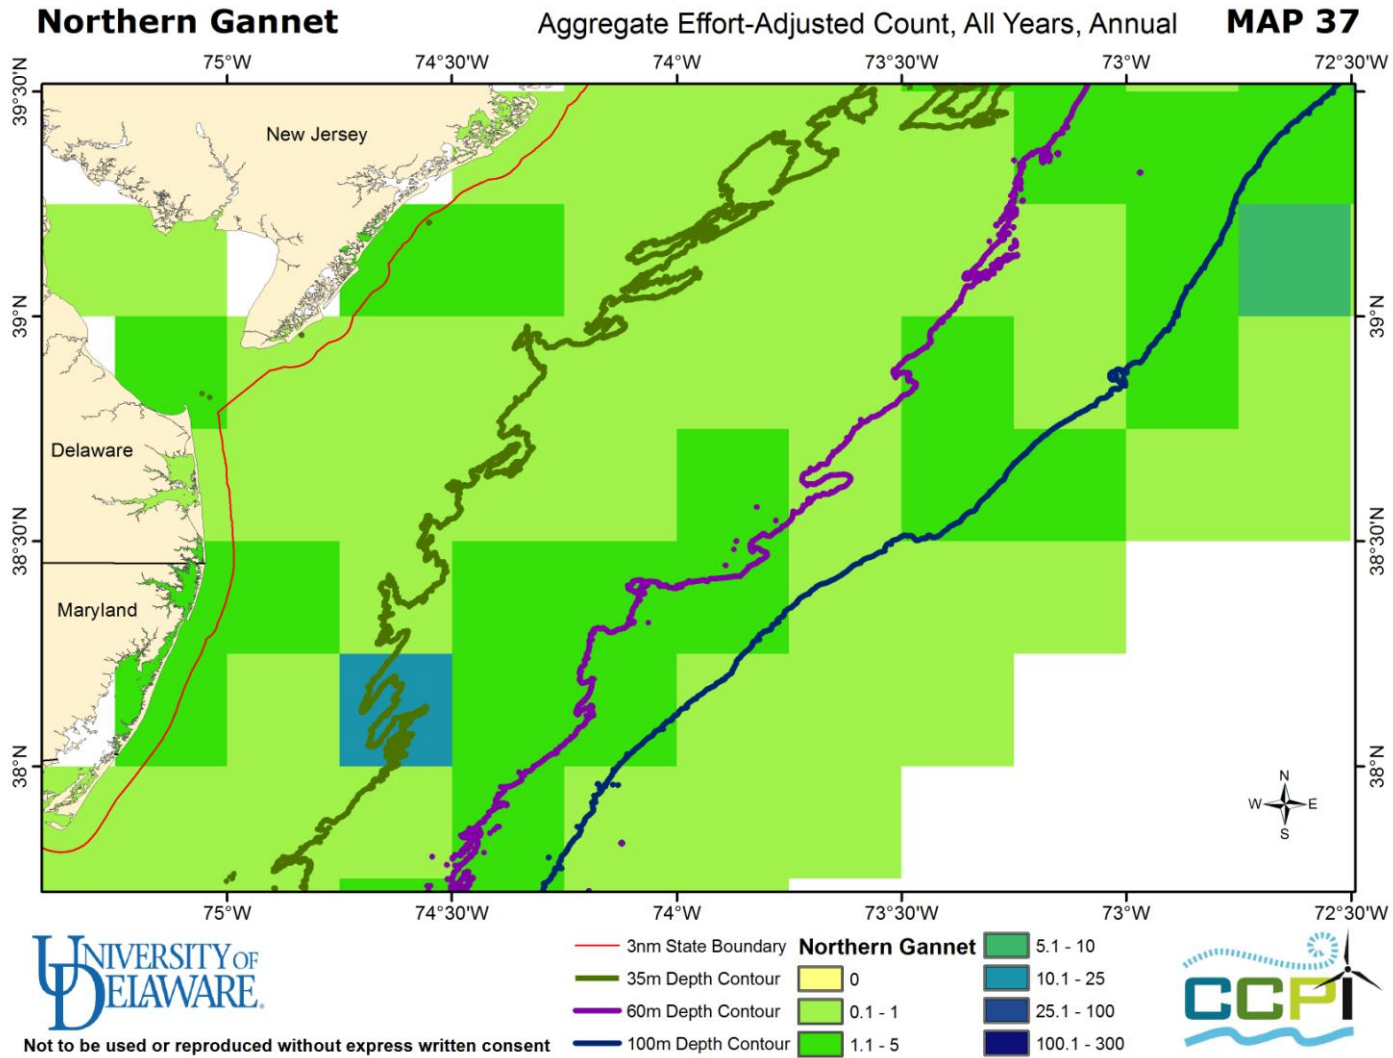 Northern Gannet
Aggregate Effort-Adjusted Count, All Years, Annual
MAP 37
75°W 74°30'W 74°W 73°30'W 73°W 72°30'W
39°30'N
39°N
38°30'N
38°N
New Jersey
Delaware
Maryland
39°30'N
39°N
38°30'N
38°N
N
W E
S
75°W 74°30'W 74°W 73°30'W 73°W 72°30'W
UNIVERSITY OF
DELAWARE.
Not to be used or reproduced without express written consent
3nm State Boundary
35m Depth Contour
60m Depth Contour
100m Depth Contour
Northern Gannet
0
0.1 - 1
1.1 - 5
5.1 - 10
10.1 - 25
25.1 - 100
100.1 - 300
CCPI